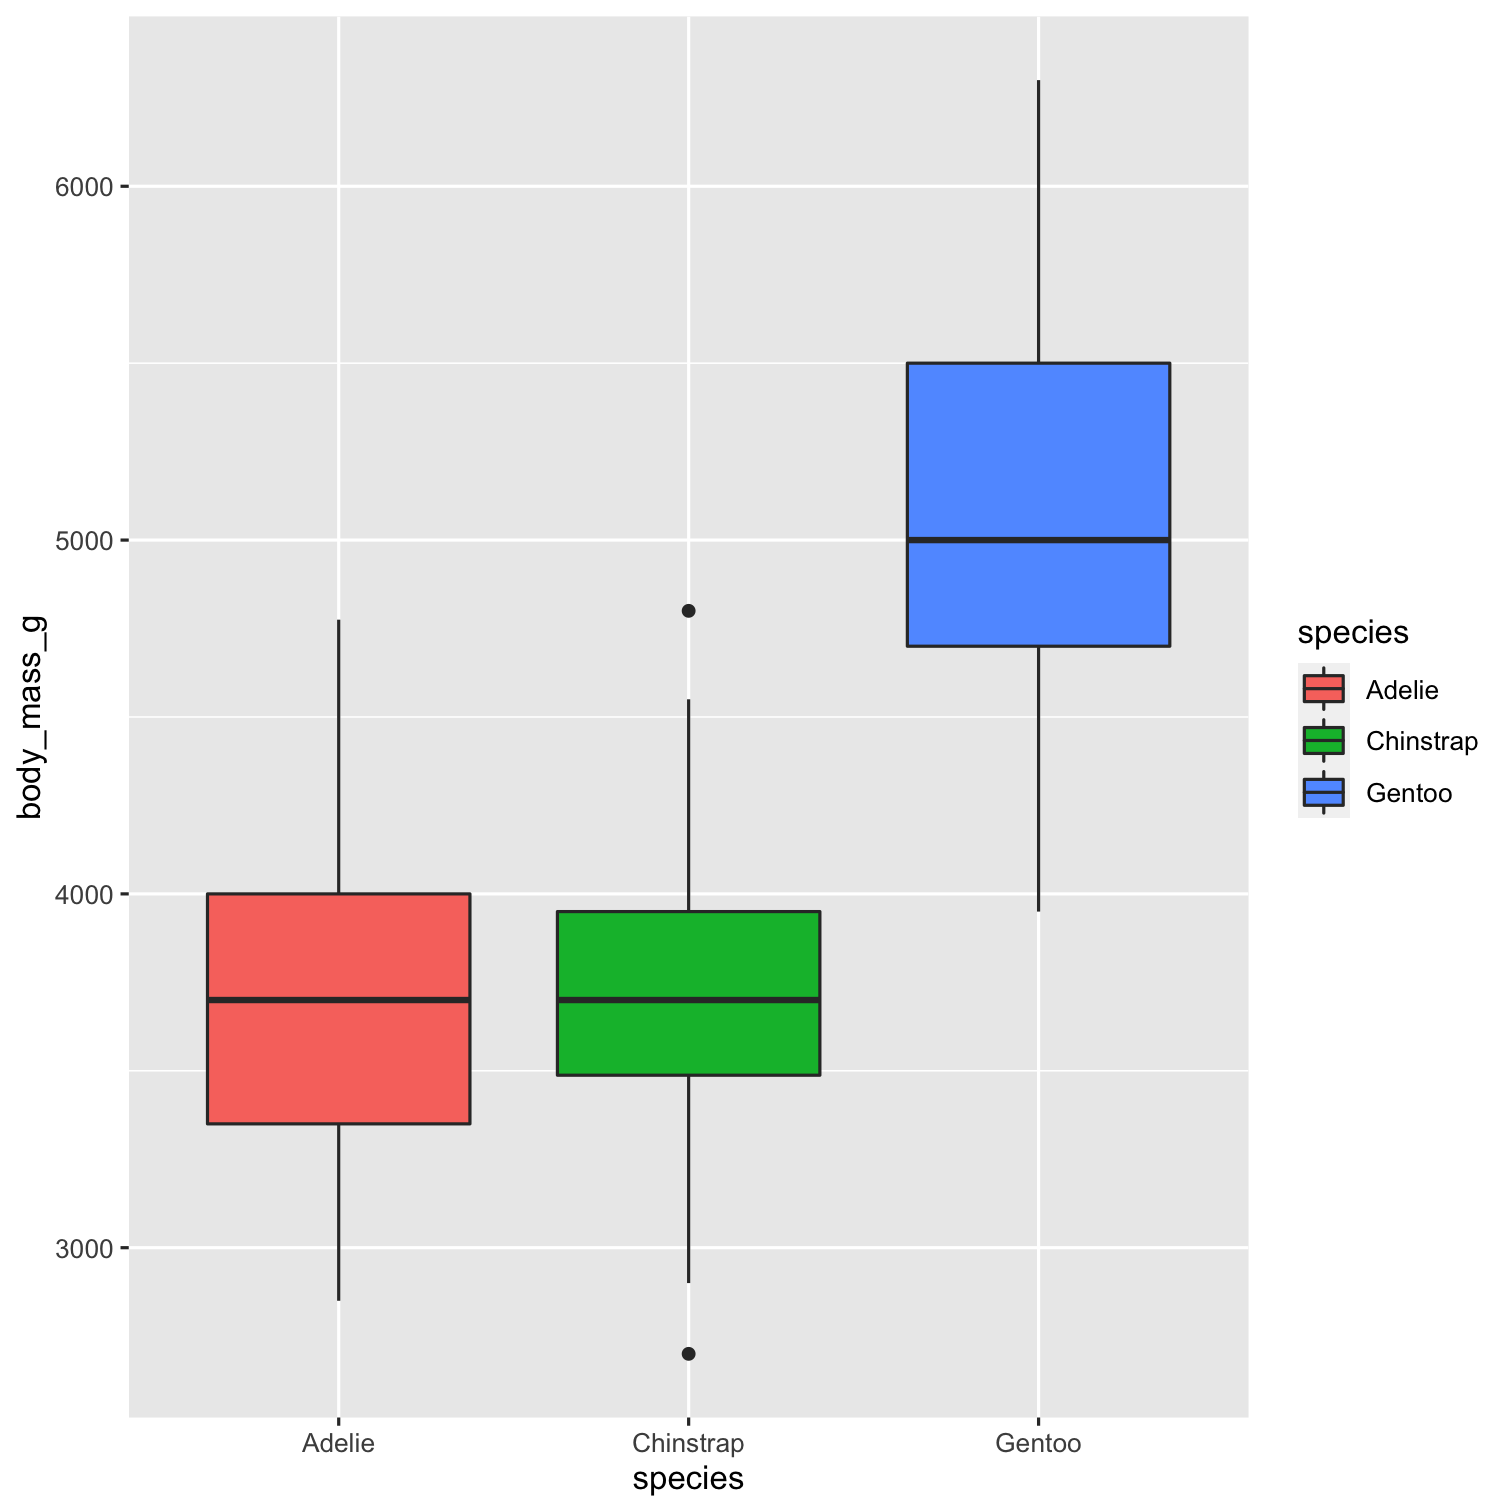 6000
5000
4000
3000
body_mass_g
Adelie
Chinstrap
Gentoo
species
species
Adelie
Chinstrap
Gentoo